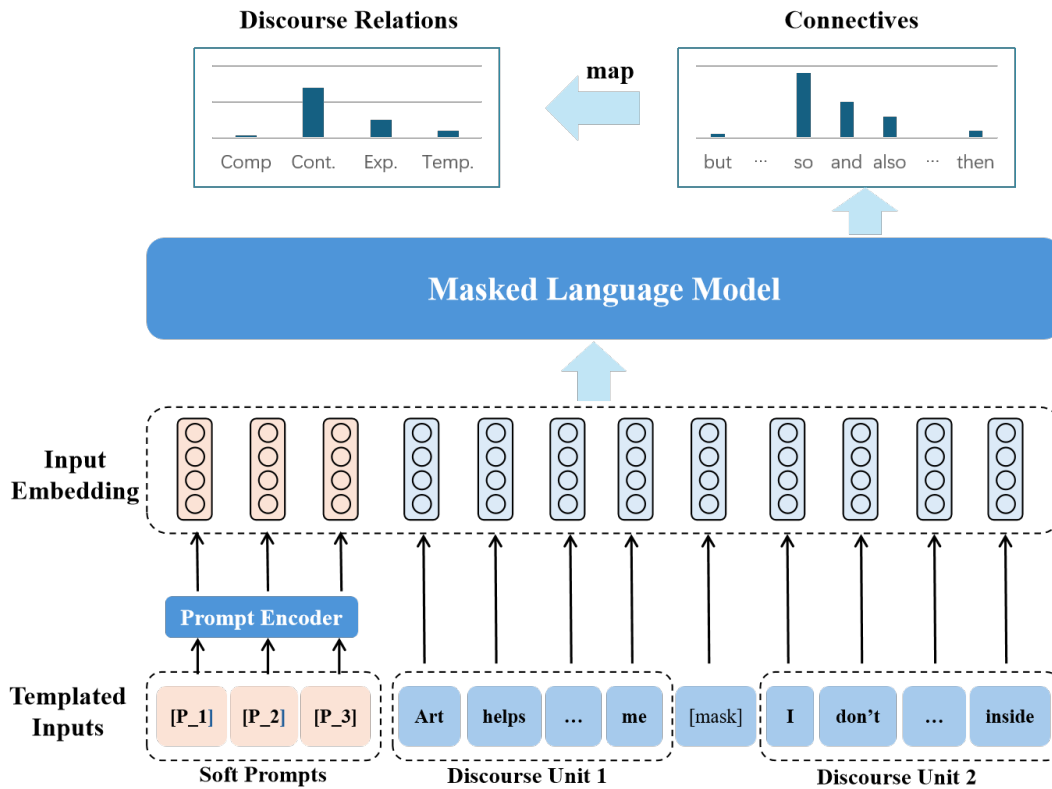 Discourse Relations
Connectives
map
Comp Cont. Exp. Temp.
but ... so and also ... then
Masked Language Model
Input
Embedding
Prompt Encoder
Templated
Inputs
[P_1] [P_2] [P_3] Art helps ... me [mask] I don't ... inside
Soft Prompts
Discourse Unit 1
Discourse Unit 2